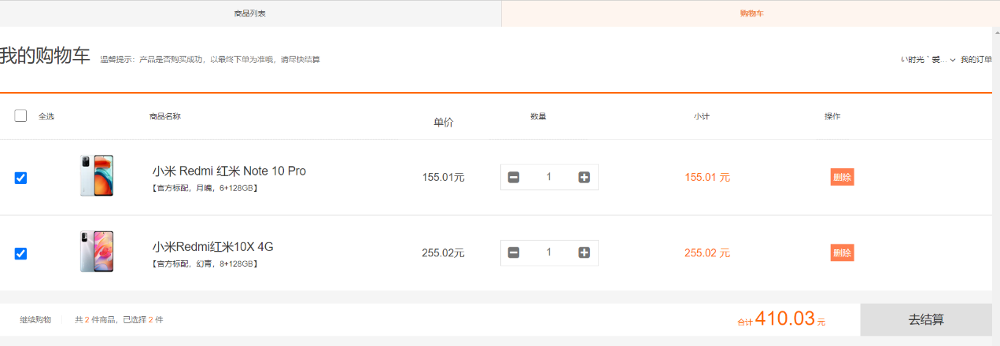 商品列表
购物车
我的购物车 温馨提示：产品是否购买成功，以最终下单为准哦，请尽快结算
い时光｀爱... 我的订单
全选 商品名称 单价 数量 小计 操作
小米 Redmi 红米 Note 10 Pro
【官方标配，月魄，6+128GB】
155.01元 1 155.01 元 删除
小米Redmi红米10X 4G
【官方标配，幻青，8+128GB】
255.02元 1 255.02 元 删除
继续购物 共 2 件商品，已选择 2 件 合计 410.03 元 去结算